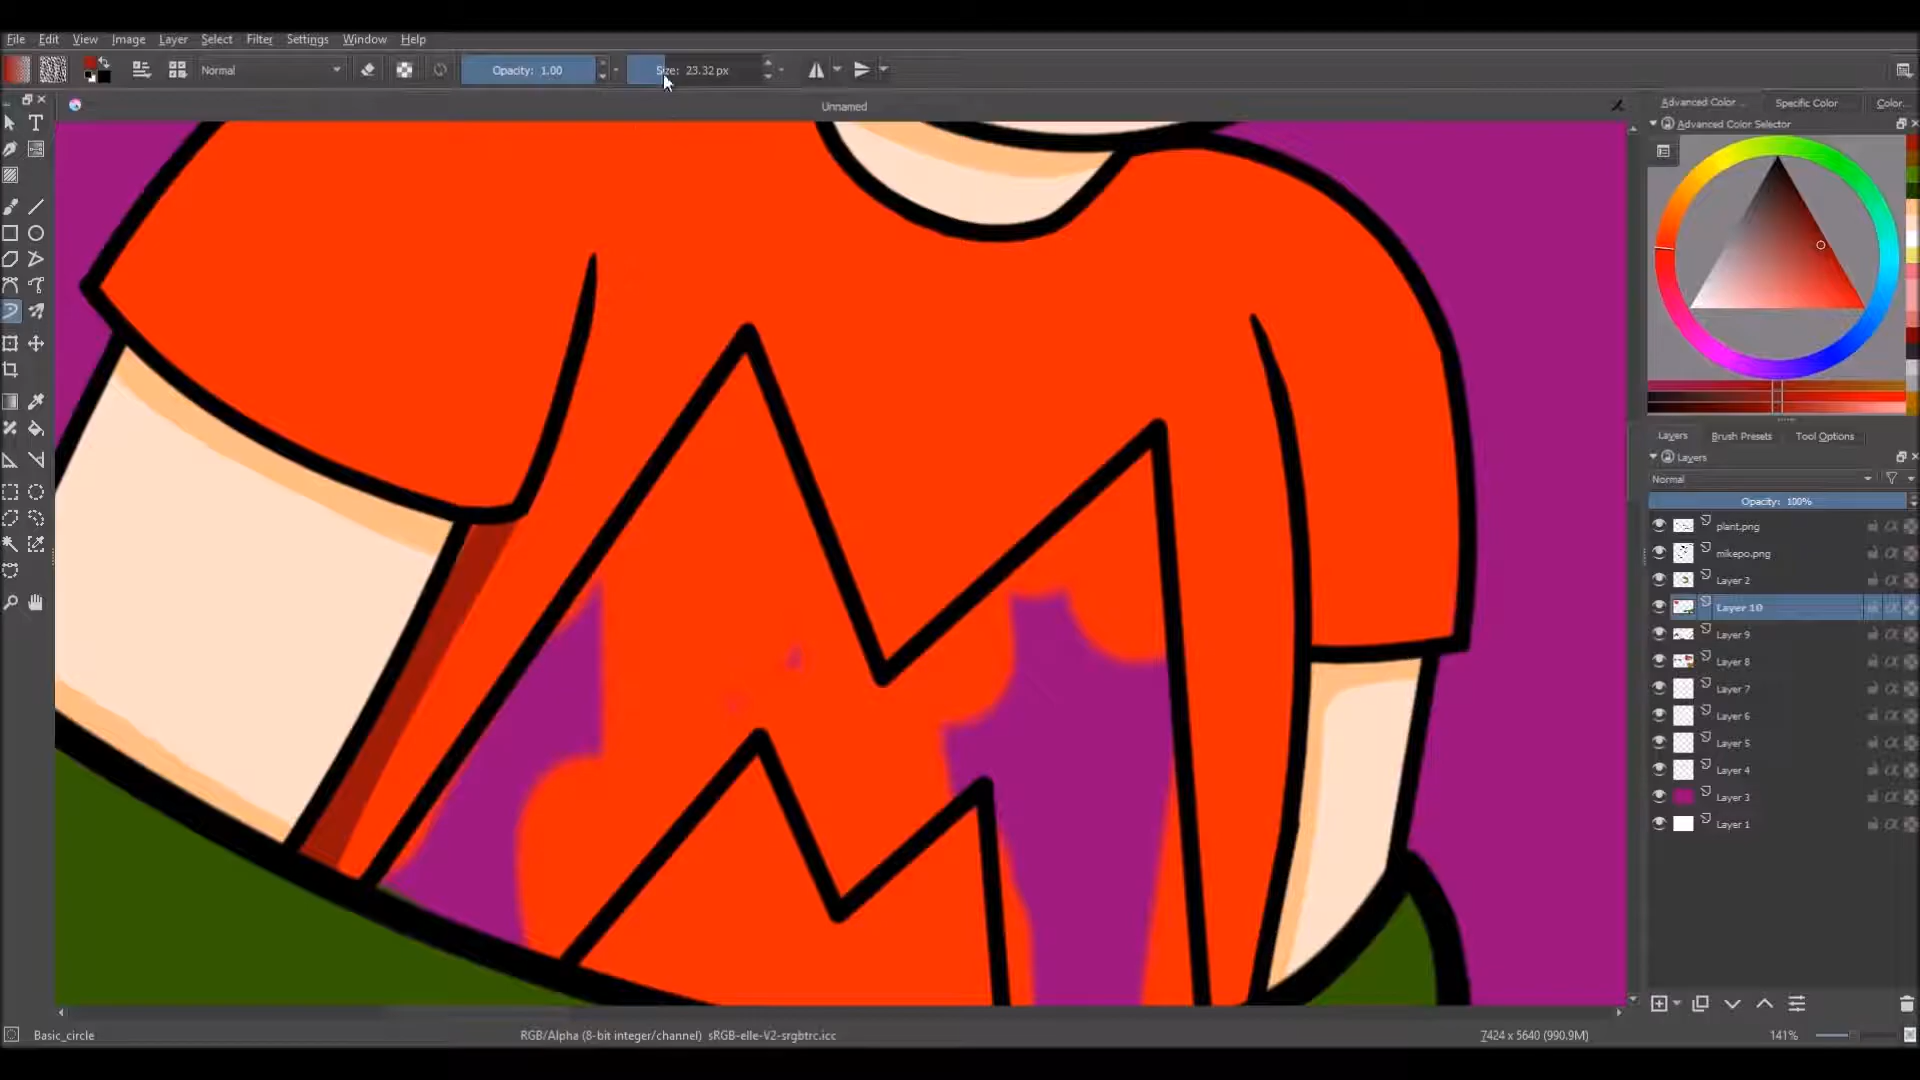 File Edit View Image Layer Select Filter Settings Window Help
Normal Opacity: 1.00 Size: 23.32 px
Unnamed
Advanced Color ... Specific Color Color...
Advanced Color Selector
Layers Brush Presets Tool Options
Layers
Normal
Opacity: 100%
plant.png
mikepo.png
Layer 2
Layer 10
Layer 9
Layer 8
Layer 7
Layer 6
Layer 5
Layer 4
Layer 3
Layer 1
Basic_circle RGB/Alpha (8-bit integer/channel) sRGB-elle-V2-srgbtrc.icc 7424 x 5640 (990.9M) 141%